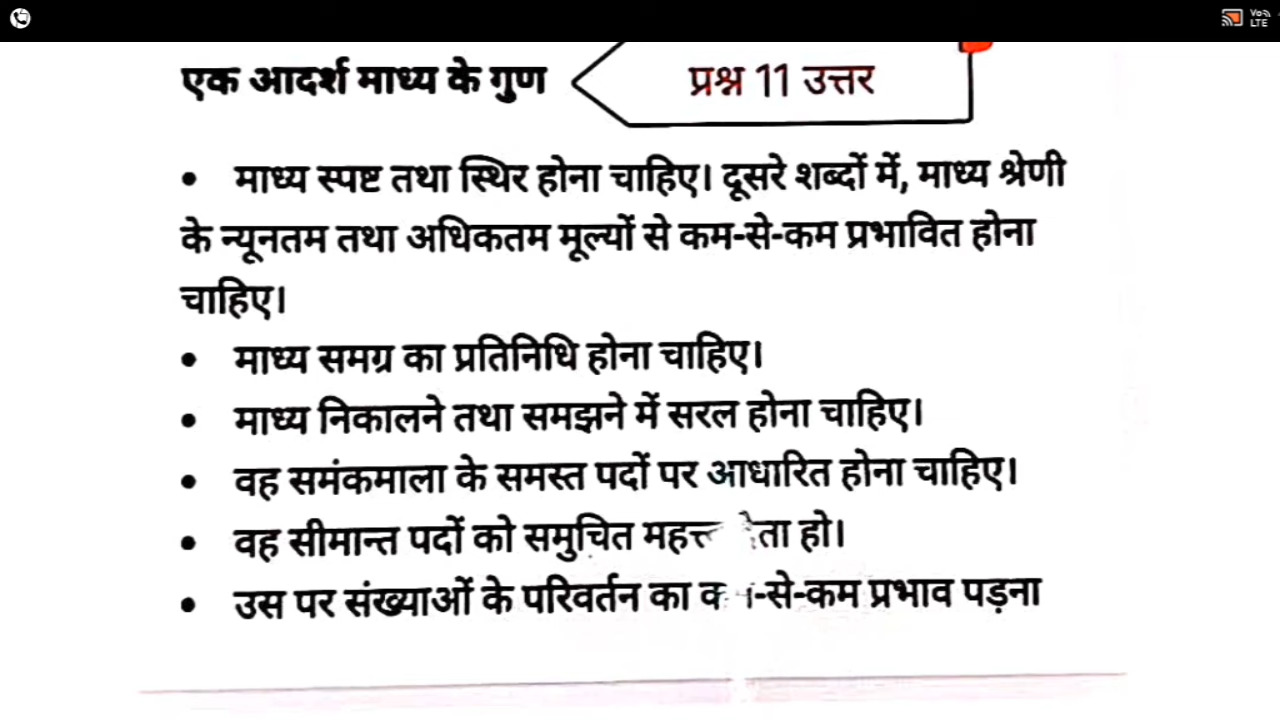 Vo LTE
एक आदर्श माध्य के गुण
प्रश्न 11 उत्तर
• माध्य स्पष्ट तथा स्थिर होना चाहिए। दूसरे शब्दों में, माध्य श्रेणी
के न्यूनतम तथा अधिकतम मूल्यों से कम-से-कम प्रभावित होना
चाहिए।
• माध्य समग्र का प्रतिनिधि होना चाहिए।
• माध्य निकालने तथा समझने में सरल होना चाहिए।
• वह समंकमाला के समस्त पदों पर आधारित होना चाहिए।
• वह सीमान्त पदों को समुचित हो।
• उस पर संख्याओं के परिवर्तन का प्रभाव पड़ना